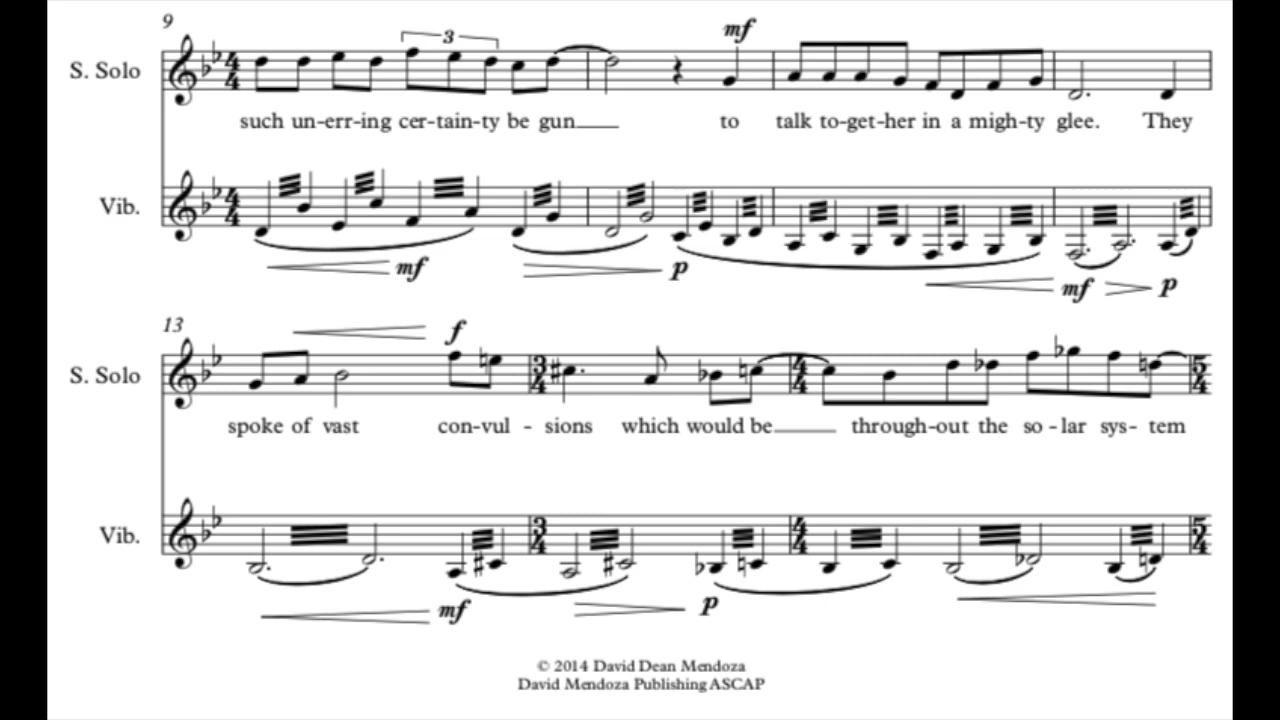 9
mf
3
S. Solo
such un-err-ing cer-tain-ty be gun to talk to-get-her in a migh-ty glee. They
Vib.
mf p mf p
13
f
S. Solo
spoke of vast con-vul - sions which would be through-out the so - lar sys - tem
Vib.
mf p
© 2014 David Dean Mendoza
David Mendoza Publishing ASCAP